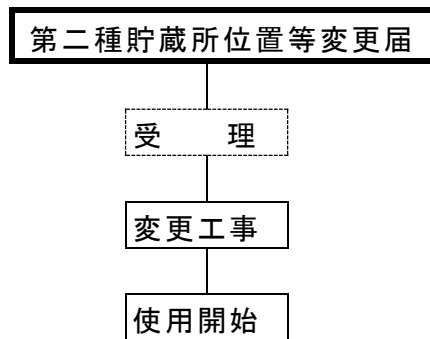 第二種貯蔵所位置等変更届
受　　理
変更工事
使用開始